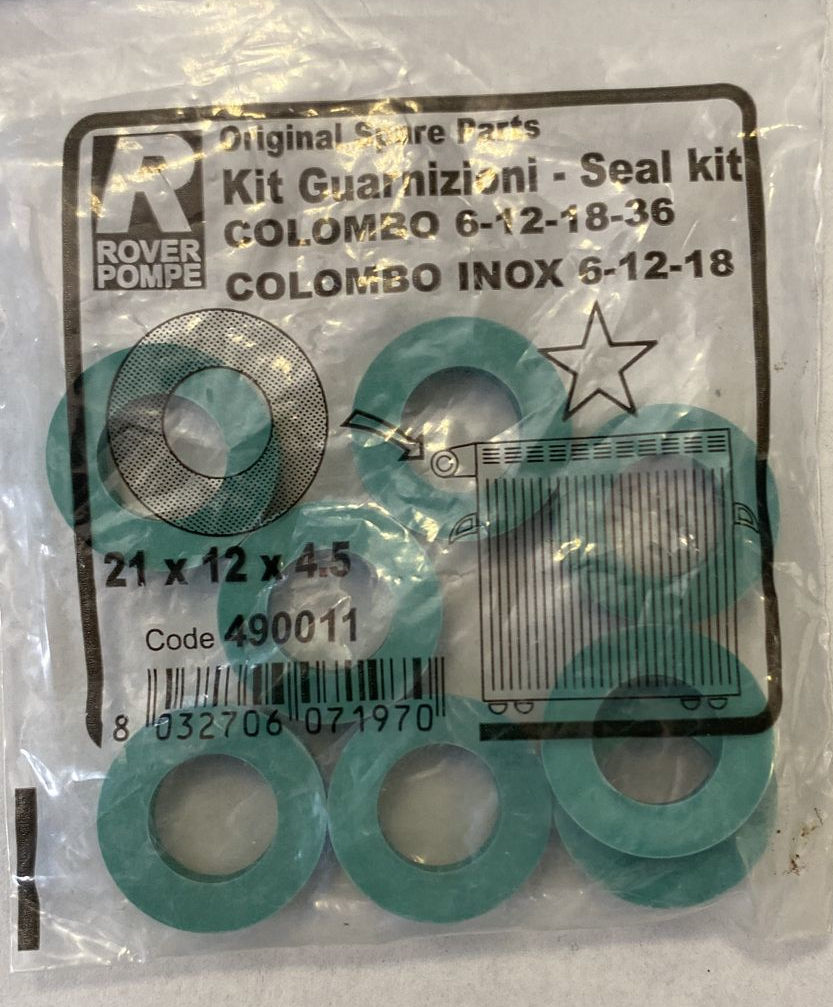 R
ROVER
POMPE
Original Spare Parts
Kit Guarnizioni - Seal kit
COLOMBO 6-12-18-36
COLOMBO INOX 6-12-18
21 x 12 x 4.5
Code 490011
8 032706 071970